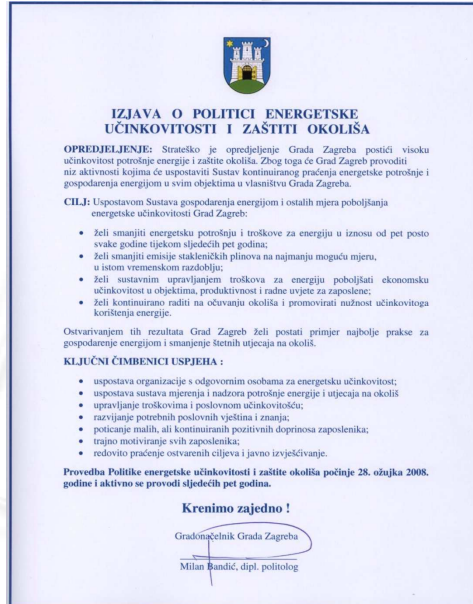 IZJAVA O POLITICI ENERGETSKE
UČINKOVITOSTI I ZAŠTITI OKOLIŠA
OPREDJELJENJE: Strateško je opredjeljenje Grada Zagreba postići visoku
učinkovitost potrošnje energije i zaštite okoliša. Zbog toga će Grad Zagreb provoditi
niz aktivnosti kojima će uspostaviti Sustav kontinuiranog praćenja energetske potrošnje i
gospodarenja energijom u svim objektima u vlasništvu Grada Zagreba.
CILJ: Uspostavom Sustava gospodarenja energijom i ostalih mjera poboljšanja
energetske učinkovitosti Grad Zagreb:
• želi smanjiti energetsku potrošnju i troškove za energiju u iznosu od pet posto
svake godine tijekom sljedećih pet godina;
• želi smanjiti emisije stakleničkih plinova na najmanju moguću mjeru,
u istom vremenskom razdoblju;
• želi sustavnim upravljanjem troškova za energiju poboljšati ekonomsku
učinkovitost u objektima, produktivnost i radne uvjete za zaposlene;
• želi kontinuirano raditi na očuvanju okoliša i promovirati nužnost učinkovitoga
korištenja energije.
Ostvarivanjem tih rezultata Grad Zagreb želi postati primjer najbolje prakse za
gospodarenje energijom i smanjenje štetnih utjecaja na okoliš.
KLJUČNI ČIMBENICI USPJEHA :
• uspostava organizacije s odgovornim osobama za energetsku učinkovitost;
• uspostava sustava mjerenja i nadzora potrošnje energije i utjecaja na okoliš
• upravljanje troškovima i poslovnom učinkovitošću;
• razvijanje potrebnih poslovnih vještina i znanja;
• poticanje malih, ali kontinuiranih pozitivnih doprinosa zaposlenika;
• trajno motiviranje svih zaposlenika;
• redovito praćenje ostvarenih ciljeva i javno izvješćivanje.
Provedba Politike energetske učinkovitosti i zaštite okoliša počinje 28. ožujka 2008.
godine i aktivno se provodi sljedećih pet godina.
Krenimo zajedno !
Gradonačelnik Grada Zagreba
Milan Bandić, dipl. politolog